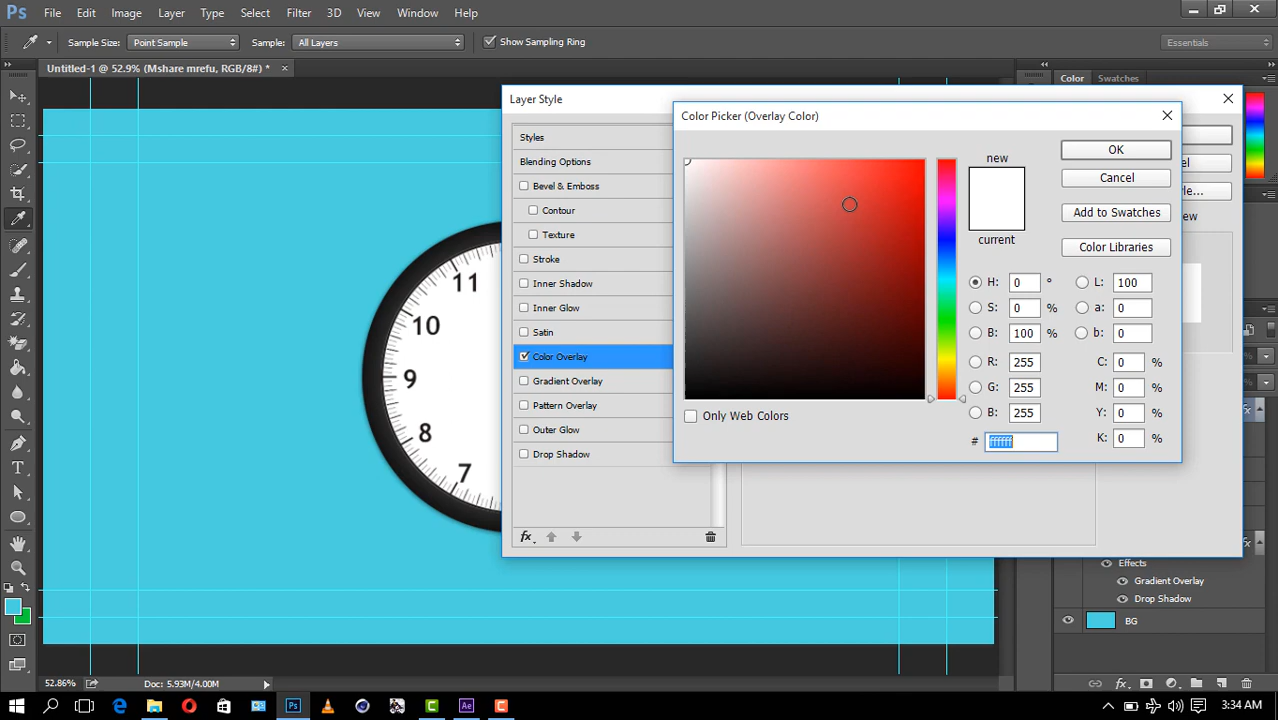 Ps File Edit Image Layer Type Select Filter 3D View Window Help
Sample Size: Point Sample Sample: All Layers Show Sampling Ring Essentials
Untitled-1 @ 52.9% (Mshare mrefu, RGB/8#) * ×
Color Swatches
Layer Style
Color Picker (Overlay Color)
Styles
Blending Options
Bevel & Emboss
Contour
Texture
Stroke
Inner Shadow
Inner Glow
Satin
Color Overlay
Gradient Overlay
Pattern Overlay
Outer Glow
Drop Shadow
fx
new
current
OK
Cancel
Add to Swatches
Color Libraries
H: 0 °
S: 0 %
B: 100 %
R: 255
G: 255
B: 255
# ffffff
L: 100
a: 0
b: 0
C: 0 %
M: 0 %
Y: 0 %
K: 0 %
Only Web Colors
11
10
9
8
7
T
Effects
Gradient Overlay
Drop Shadow
BG
fx
52.86% Doc: 5.93M/4.00M
Ps Ae C
3:34 AM